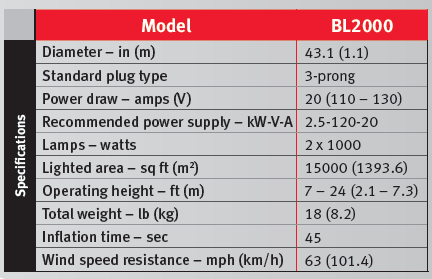 Model BL2000
Diameter – in (m) 43.1 (1.1)
Standard plug type 3-prong
Power draw – amps (V) 20 (110 – 130)
Recommended power supply – kW-V-A 2.5-120-20
Lamps – watts 2 x 1000
Lighted area – sq ft (m²) 15000 (1393.6)
Operating height – ft (m) 7 – 24 (2.1 – 7.3)
Total weight – lb (kg) 18 (8.2)
Inflation time – sec 45
Wind speed resistance – mph (km/h) 63 (101.4)
Specifications